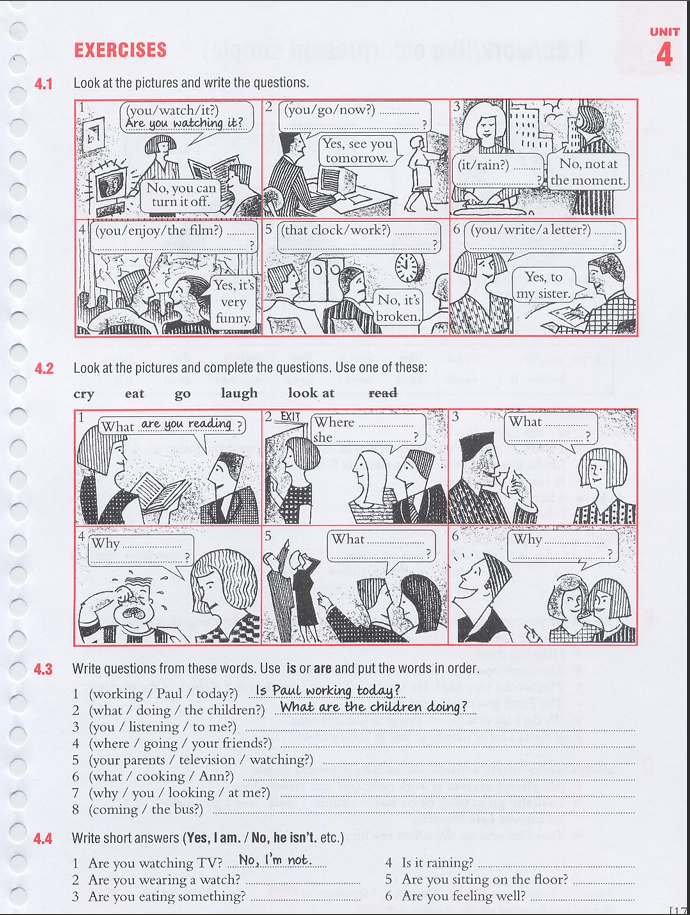 UNIT
4
EXERCISES
4.1 Look at the pictures and write the questions.
1 (you/watch/it?)
Are you watching it?
No, you can
turn it off.
2 (you/go/now?) ............
............?
Yes, see you
tomorrow.
3
(it/rain?) ............
............?
No, not at
the moment.
4 (you/enjoy/the film?) ............
............?
Yes, it's
very
funny.
5 (that clock/work?) ............
............?
No, it's
broken.
6 (you/write/a letter?) ............
............?
Yes, to
my sister.
4.2 Look at the pictures and complete the questions. Use one of these:
cry eat go laugh look at read
1 What are you reading ?
2 EXIT
Where ............
she ............?
3 What ............
............?
4 Why ............
............?
5 What ............
............?
6 Why ............
............?
4.3 Write questions from these words. Use is or are and put the words in order.
1 (working / Paul / today?) Is Paul working today?
2 (what / doing / the children?) What are the children doing?
3 (you / listening / to me?) ............
4 (where / going / your friends?) ............
5 (your parents / television / watching?) ............
6 (what / cooking / Ann?) ............
7 (why / you / looking / at me?) ............
8 (coming / the bus?) ............
4.4 Write short answers (Yes, I am. / No, he isn't. etc.)
1 Are you watching TV? No, I'm not.
2 Are you wearing a watch? ............
3 Are you eating something? ............
4 Is it raining? ............
5 Are you sitting on the floor? ............
6 Are you feeling well? ............
[17